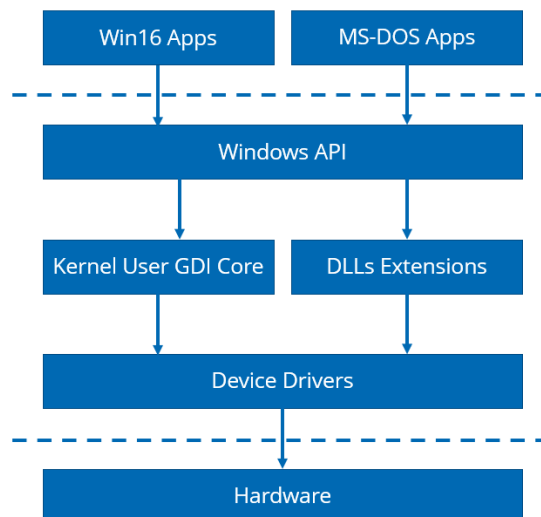 Win16 Apps
MS-DOS Apps
Windows API
Kernel User GDI Core
DLLs Extensions
Device Drivers
Hardware